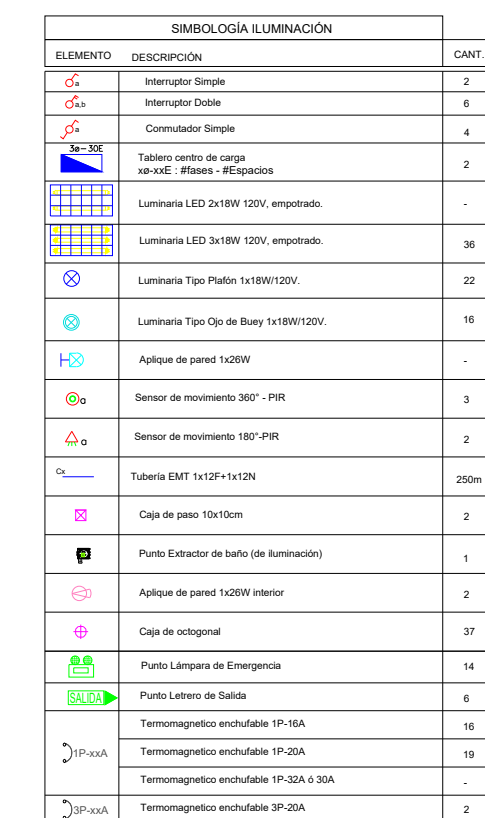 SIMBOLOGÍA ILUMINACIÓN
ELEMENTO DESCRIPCIÓN CANT.
a Interruptor Simple 2
a,b Interruptor Doble 6
a Conmutador Simple 4
3ø-30E
Tablero centro de carga
xø-xxE : #fases - #Espacios 2
Luminaria LED 2x18W 120V, empotrado. -
Luminaria LED 3x18W 120V, empotrado. 36
Luminaria Tipo Plafón 1x18W/120V. 22
Luminaria Tipo Ojo de Buey 1x18W/120V. 16
Aplique de pared 1x26W -
a Sensor de movimiento 360° - PIR 3
a Sensor de movimiento 180°-PIR 2
Cx Tubería EMT 1x12F+1x12N 250m
Caja de paso 10x10cm 2
Punto Extractor de baño (de iluminación) 1
Aplique de pared 1x26W interior 2
Caja de octogonal 37
Punto Lámpara de Emergencia 14
SALIDA Punto Letrero de Salida 6
Termomagnetico enchufable 1P-16A 16
1P-xxA Termomagnetico enchufable 1P-20A 19
Termomagnetico enchufable 1P-32A ó 30A -
3P-xxA Termomagnetico enchufable 3P-20A 2